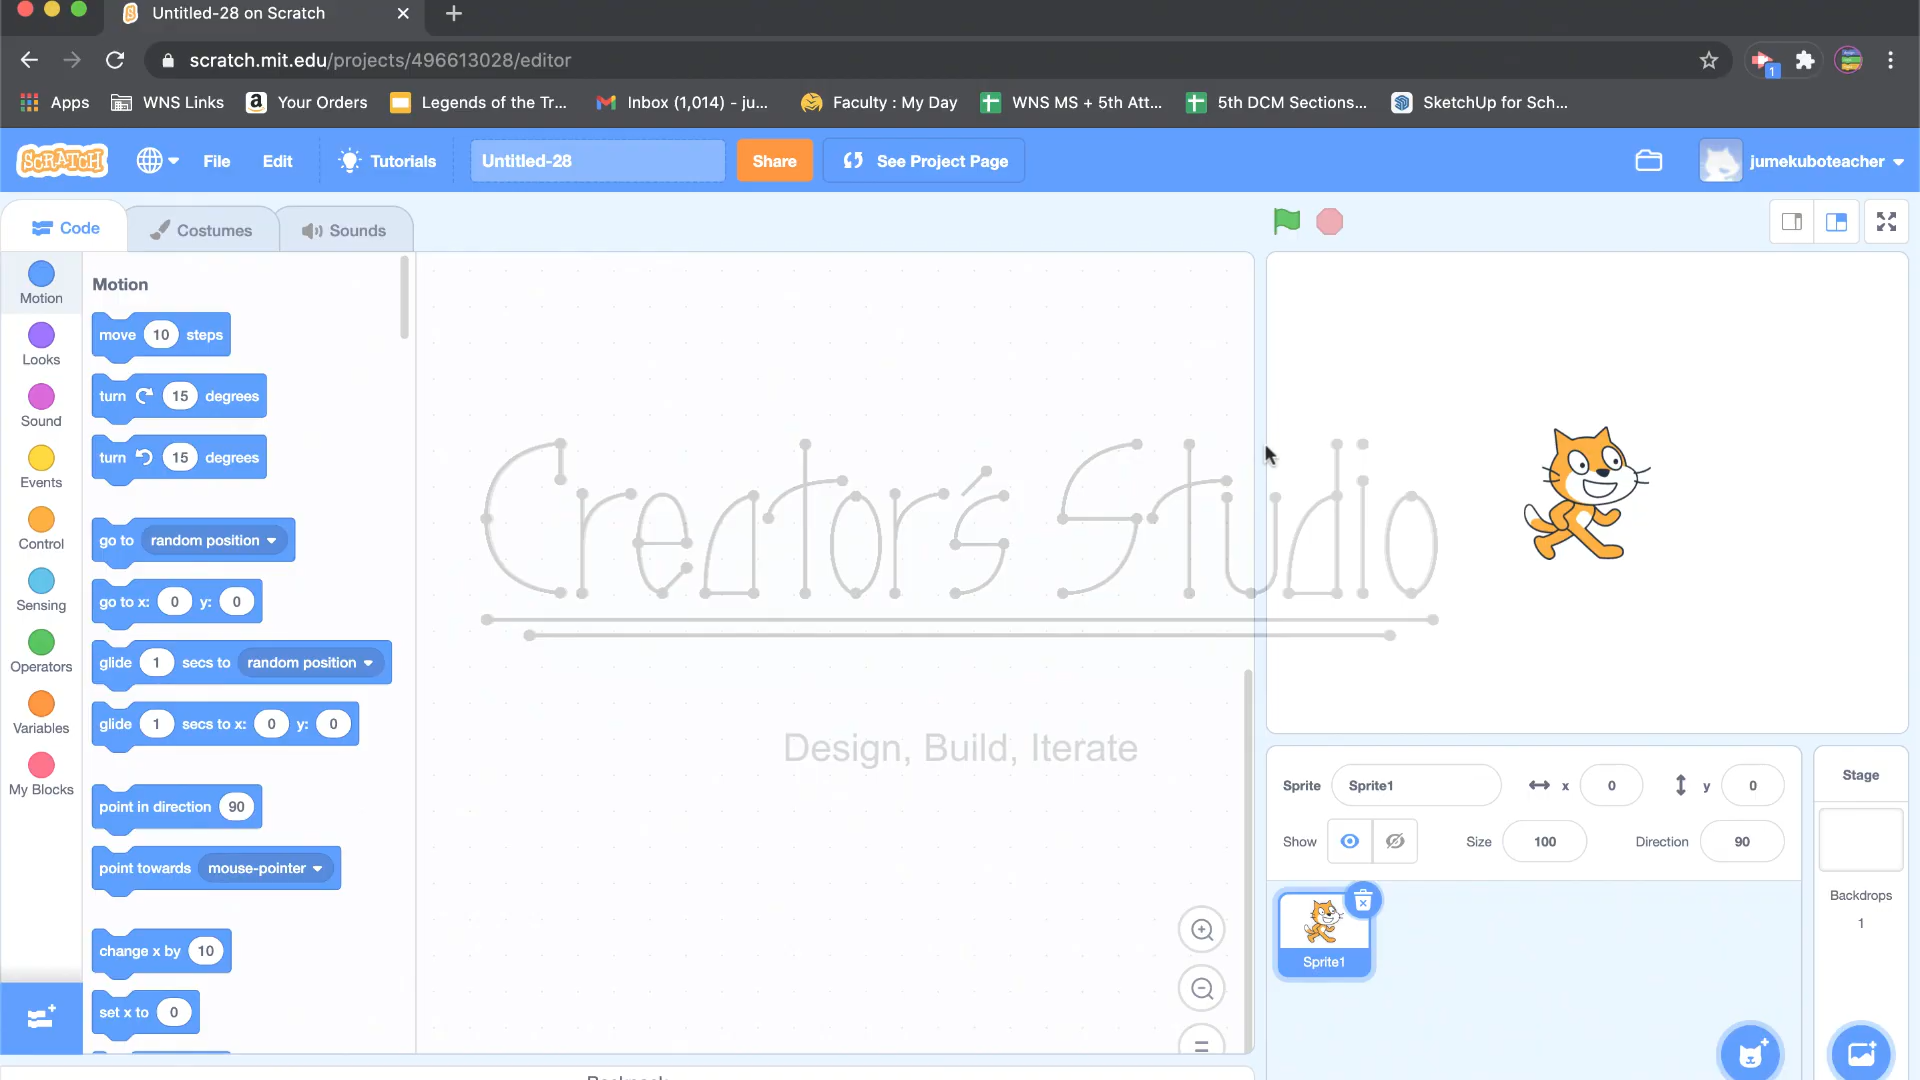 Untitled-28 on Scratch
scratch.mit.edu/projects/496613028/editor
1
Apps WNS Links Your Orders Legends of the Tr... Inbox (1,014) - ju... Faculty : My Day WNS MS + 5th Att... 5th DCM Sections... SketchUp for Sch...
SCRATCH File Edit Tutorials Untitled-28 Share See Project Page jumekuboteacher
Code Costumes Sounds
Motion
Looks
Sound
Events
Control
Sensing
Operators
Variables
My Blocks
Motion
move 10 steps
turn 15 degrees
turn 15 degrees
go to random position
go to x: 0 y: 0
glide 1 secs to random position
glide 1 secs to x: 0 y: 0
point in direction 90
point towards mouse-pointer
change x by 10
set x to 0
Creator's Studio
Design, Build, Iterate
Sprite Sprite1 x 0 y 0
Show Size 100 Direction 90
Sprite1
Stage
Backdrops
1